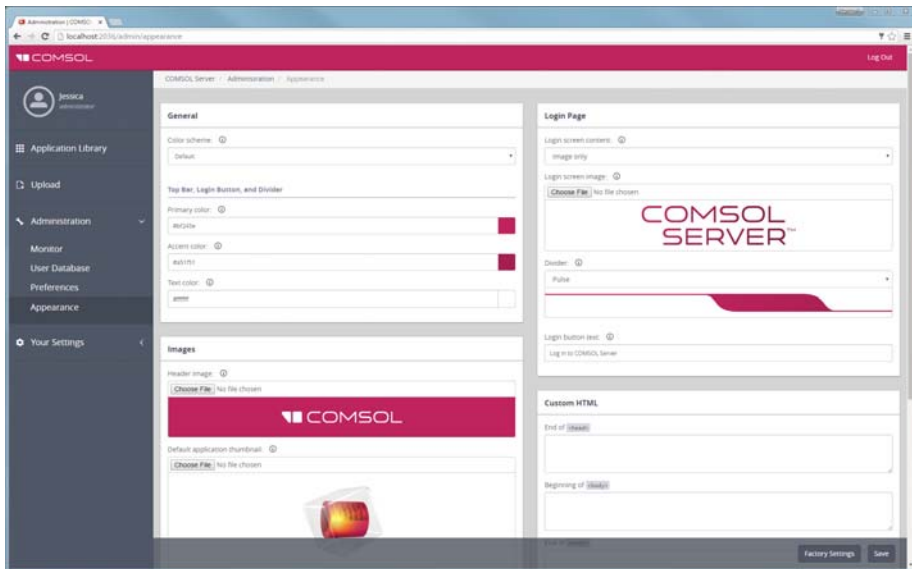 Administration | COMSOL
localhost:2036/admin/appearance
COMSOL
Log Out
COMSOL Server / Administration / Appearance
Jessica
administrator
Application Library
Upload
Administration
Monitor
User Database
Preferences
Appearance
Your Settings
General
Color scheme:
Default
Top Bar, Login Button, and Divider
Primary color:
Accent color:
Text color:
#ffffff
Images
Header image:
Choose File No file chosen
COMSOL
Default application thumbnail:
Choose File No file chosen
Login Page
Login screen content:
Image only
Login screen image:
Choose File No file chosen
COMSOL
SERVER™
Divider:
Pulse
Login button text:
Log in to COMSOL Server
Custom HTML
End of <head>
Beginning of <body>
Factory Settings
Save